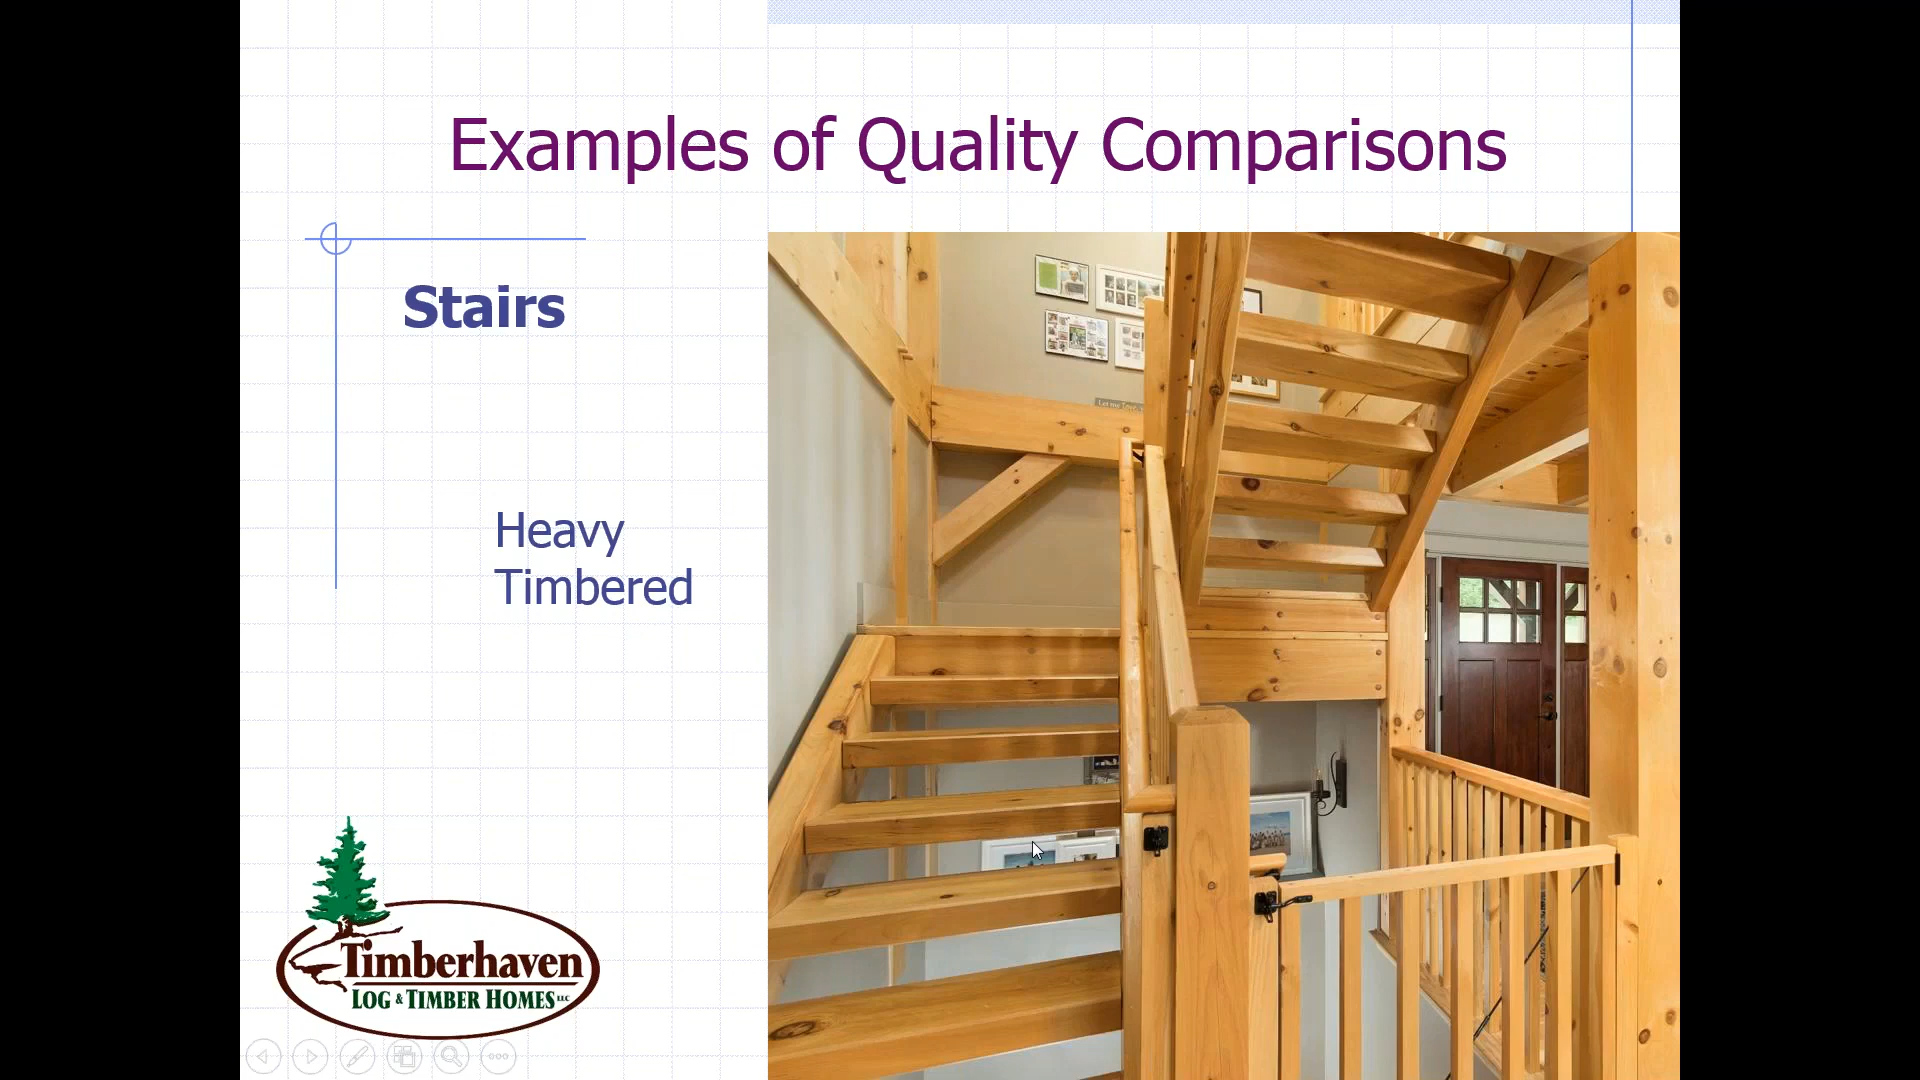 Examples of Quality Comparisons
Stairs
Heavy
Timbered
Timberhaven
LOG & TIMBER HOMES LLC